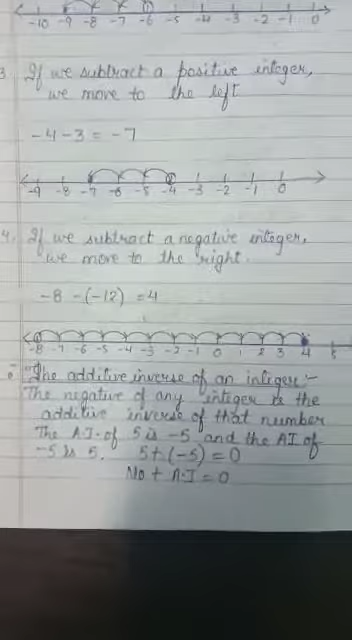 -10 -9 -8 -7 -6 -5 -4 -3 -2 -1 0
3. If we subtract a positive integer,
we move to the left
-4-3 = -7
-9 -8 -7 -6 -5 -4 -3 -2 -1 0
4. If we subtract a negative integer,
we move to the right.
-8 -(-12) = 4
-8 -7 -6 -5 -4 -3 -2 -1 0 1 2 3 4 5
The additive inverse of an integer:-
The negative of any integer is the
additive inverse of that number
The A.I. of 5 is -5 and the AI of
-5 is 5. 5+(-5)=0
No + A.I = 0